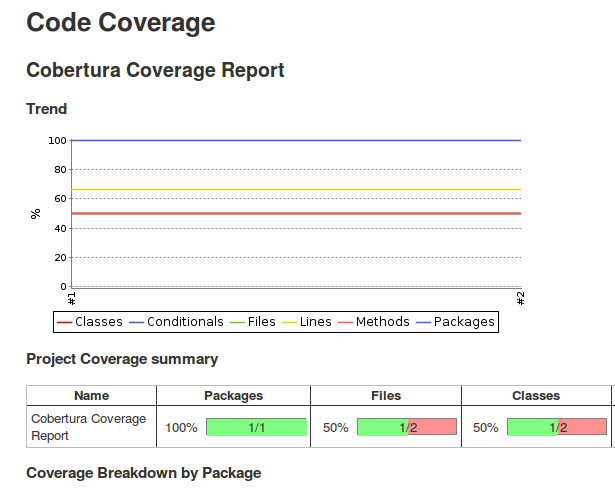 Code Coverage
Cobertura Coverage Report
Trend
100
80
60
40
20
0
%
#1
#2
Classes Conditionals Files Lines Methods Packages
Project Coverage summary
Name Packages Files Classes
Cobertura Coverage Report 100% 1/1 50% 1/2 50% 1/2
Coverage Breakdown by Package